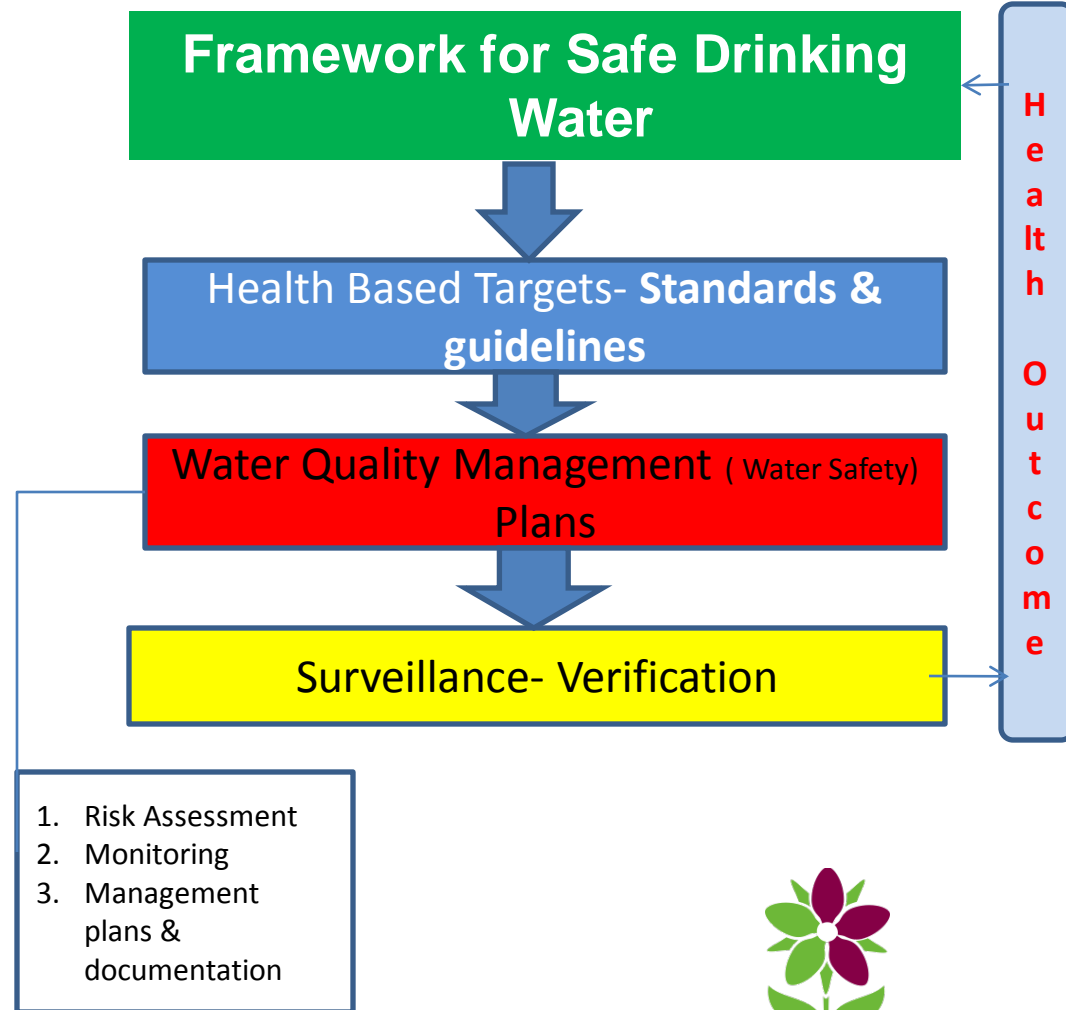 Framework for Safe Drinking
Water
Health Based Targets- Standards &
guidelines
Water Quality Management ( Water Safety)
Plans
Surveillance- Verification
1. Risk Assessment
2. Monitoring
3. Management
plans &
documentation
H
e
a
lt
h
O
u
t
c
o
m
e